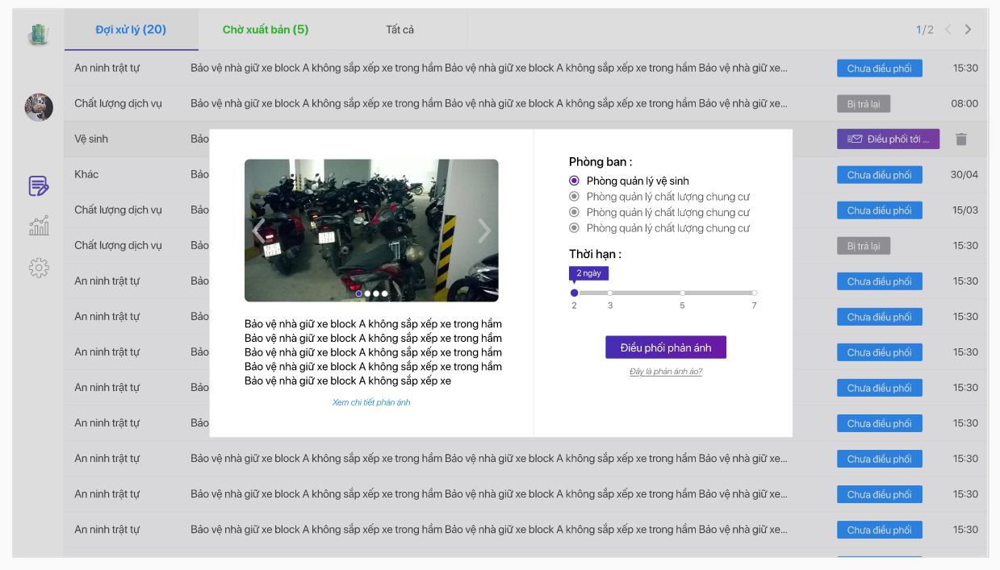 Đợi xử lý (20)
Chờ xuất bản (5)
Tất cả
1/2
An ninh trật tự
Bảo vệ nhà giữ xe block A không sắp xếp xe trong hầm Bảo vệ nhà giữ xe block A không sắp xếp xe trong hầm Bảo vệ nhà giữ xe...
Chưa điều phối
15:30
Chất lượng dịch vụ
Bảo vệ nhà giữ xe block A không sắp xếp xe trong hầm Bảo vệ nhà giữ xe block A không sắp xếp xe trong hầm Bảo vệ nhà giữ xe...
Bị trả lại
08:00
Vệ sinh
Bảo
Điều phối tới ...
Khác
Bảo
Chưa điều phối
30/04
Chất lượng dịch vụ
Bảo
Chưa điều phối
15/03
Chất lượng dịch vụ
Bảo
Bị trả lại
15:30
An ninh trật tự
Bảo
Chưa điều phối
15:30
An ninh trật tự
Bảo
Chưa điều phối
15:30
An ninh trật tự
Bảo
Chưa điều phối
15:30
An ninh trật tự
Bảo
Chưa điều phối
15:30
An ninh trật tự
Bảo
Chưa điều phối
15:30
An ninh trật tự
Bảo vệ nhà giữ xe block A không sắp xếp xe trong hầm Bảo vệ nhà giữ xe block A không sắp xếp xe trong hầm Bảo vệ nhà giữ xe...
Chưa điều phối
15:30
An ninh trật tự
Bảo vệ nhà giữ xe block A không sắp xếp xe trong hầm Bảo vệ nhà giữ xe block A không sắp xếp xe trong hầm Bảo vệ nhà giữ xe...
Chưa điều phối
15:30
An ninh trật tự
Bảo vệ nhà giữ xe block A không sắp xếp xe trong hầm Bảo vệ nhà giữ xe block A không sắp xếp xe trong hầm Bảo vệ nhà giữ xe...
Chưa điều phối
15:30
Bảo vệ nhà giữ xe block A không sắp xếp xe trong hầm
Bảo vệ nhà giữ xe block A không sắp xếp xe trong hầm
Bảo vệ nhà giữ xe block A không sắp xếp xe trong hầm
Bảo vệ nhà giữ xe block A không sắp xếp xe trong hầm
Bảo vệ nhà giữ xe block A không sắp xếp xe
Xem chi tiết phản ánh
Phòng ban :
Phòng quản lý vệ sinh
Phòng quản lý chất lượng chung cư
Phòng quản lý chất lượng chung cư
Phòng quản lý chất lượng chung cư
Thời hạn :
2 ngày
2 3 5 7
Điều phối phản ánh
Đây là phản ánh ảo?